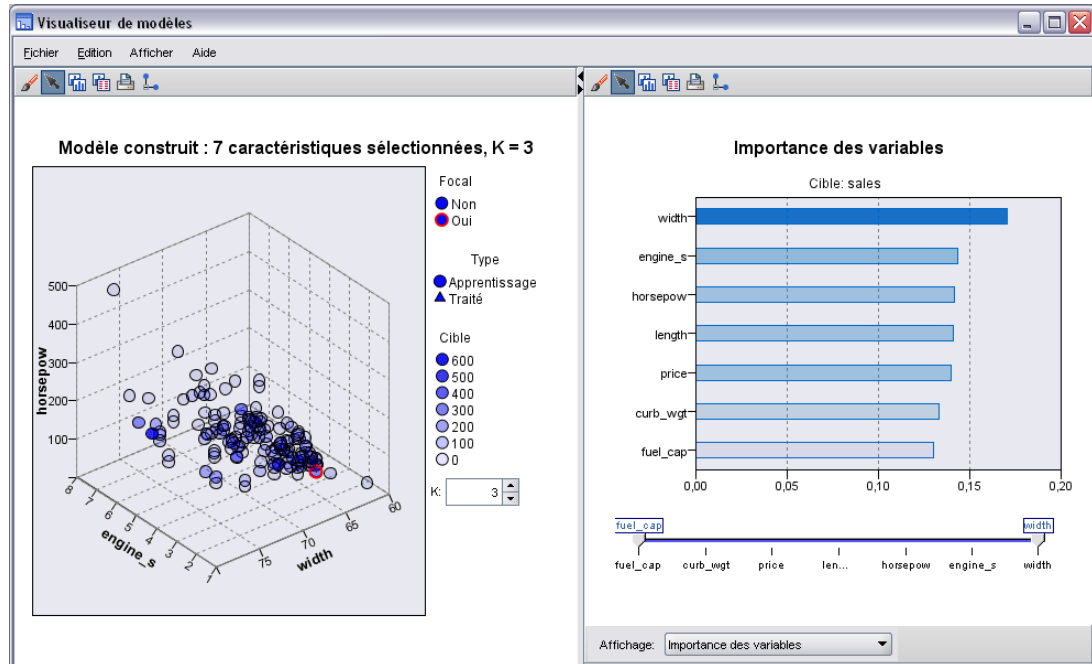 Visualiseur de modèles
Fichier Edition Afficher Aide
Modèle construit : 7 caractéristiques sélectionnées, K = 3
500
400
300
200
100
horsepow
8
7
6
5
4
3
2
1
engine_s
75
70
65
60
width
Focal
Non
Oui
Type
Apprentissage
Traité
Cible
600
500
400
300
200
100
0
K: 3
Importance des variables
Cible: sales
width
engine_s
horsepow
length
price
curb_wgt
fuel_cap
0,00 0,05 0,10 0,15 0,20
fuel_cap width
fuel_cap curb_wgt price len... horsepow engine_s width
Affichage: Importance des variables